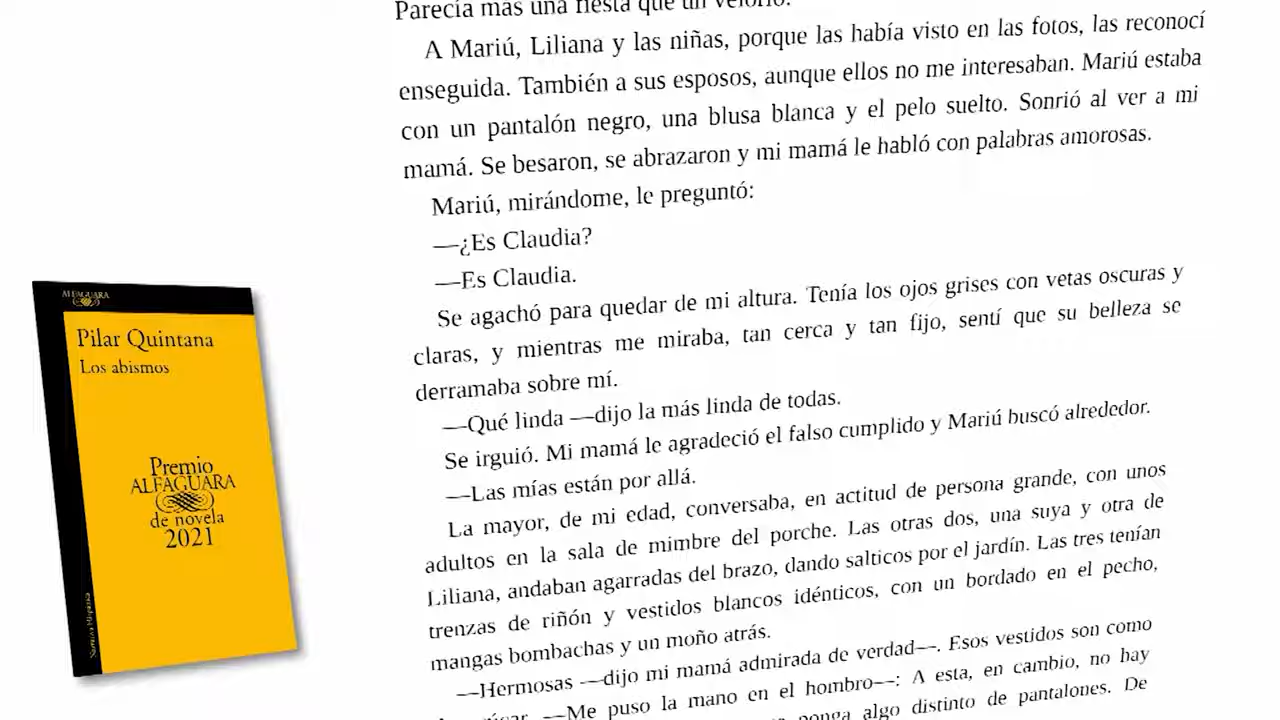 ALFAGUARA
Pilar Quintana
Los abismos
Premio
ALFAGUARA
de novela
2021
Parecía más una fiesta que un velorio.
A Mariú, Liliana y las niñas, porque las había visto en las fotos, las reconocí
enseguida. También a sus esposos, aunque ellos no me interesaban. Mariú estaba
con un pantalón negro, una blusa blanca y el pelo suelto. Sonrió al ver a mi
mamá. Se besaron, se abrazaron y mi mamá le habló con palabras amorosas.
Mariú, mirándome, le preguntó:
—¿Es Claudia?
—Es Claudia.
Se agachó para quedar de mi altura. Tenía los ojos grises con vetas oscuras y
claras, y mientras me miraba, tan cerca y tan fijo, sentí que su belleza se
derramaba sobre mí.
—Qué linda —dijo la más linda de todas.
Se irguió. Mi mamá le agradeció el falso cumplido y Mariú buscó alrededor.
—Las mías están por allá.
La mayor, de mi edad, conversaba, en actitud de persona grande, con unos
adultos en la sala de mimbre del porche. Las otras dos, una suya y otra de
Liliana, andaban agarradas del brazo, dando salticos por el jardín. Las tres tenían
trenzas de riñón y vestidos blancos idénticos, con un bordado en el pecho,
mangas bombachas y un moño atrás.
—Hermosas —dijo mi mamá admirada de verdad—. Esos vestidos son como
—Me puso la mano en el hombro—: A esta, en cambio, no hay
ponga algo distinto de pantalones. De